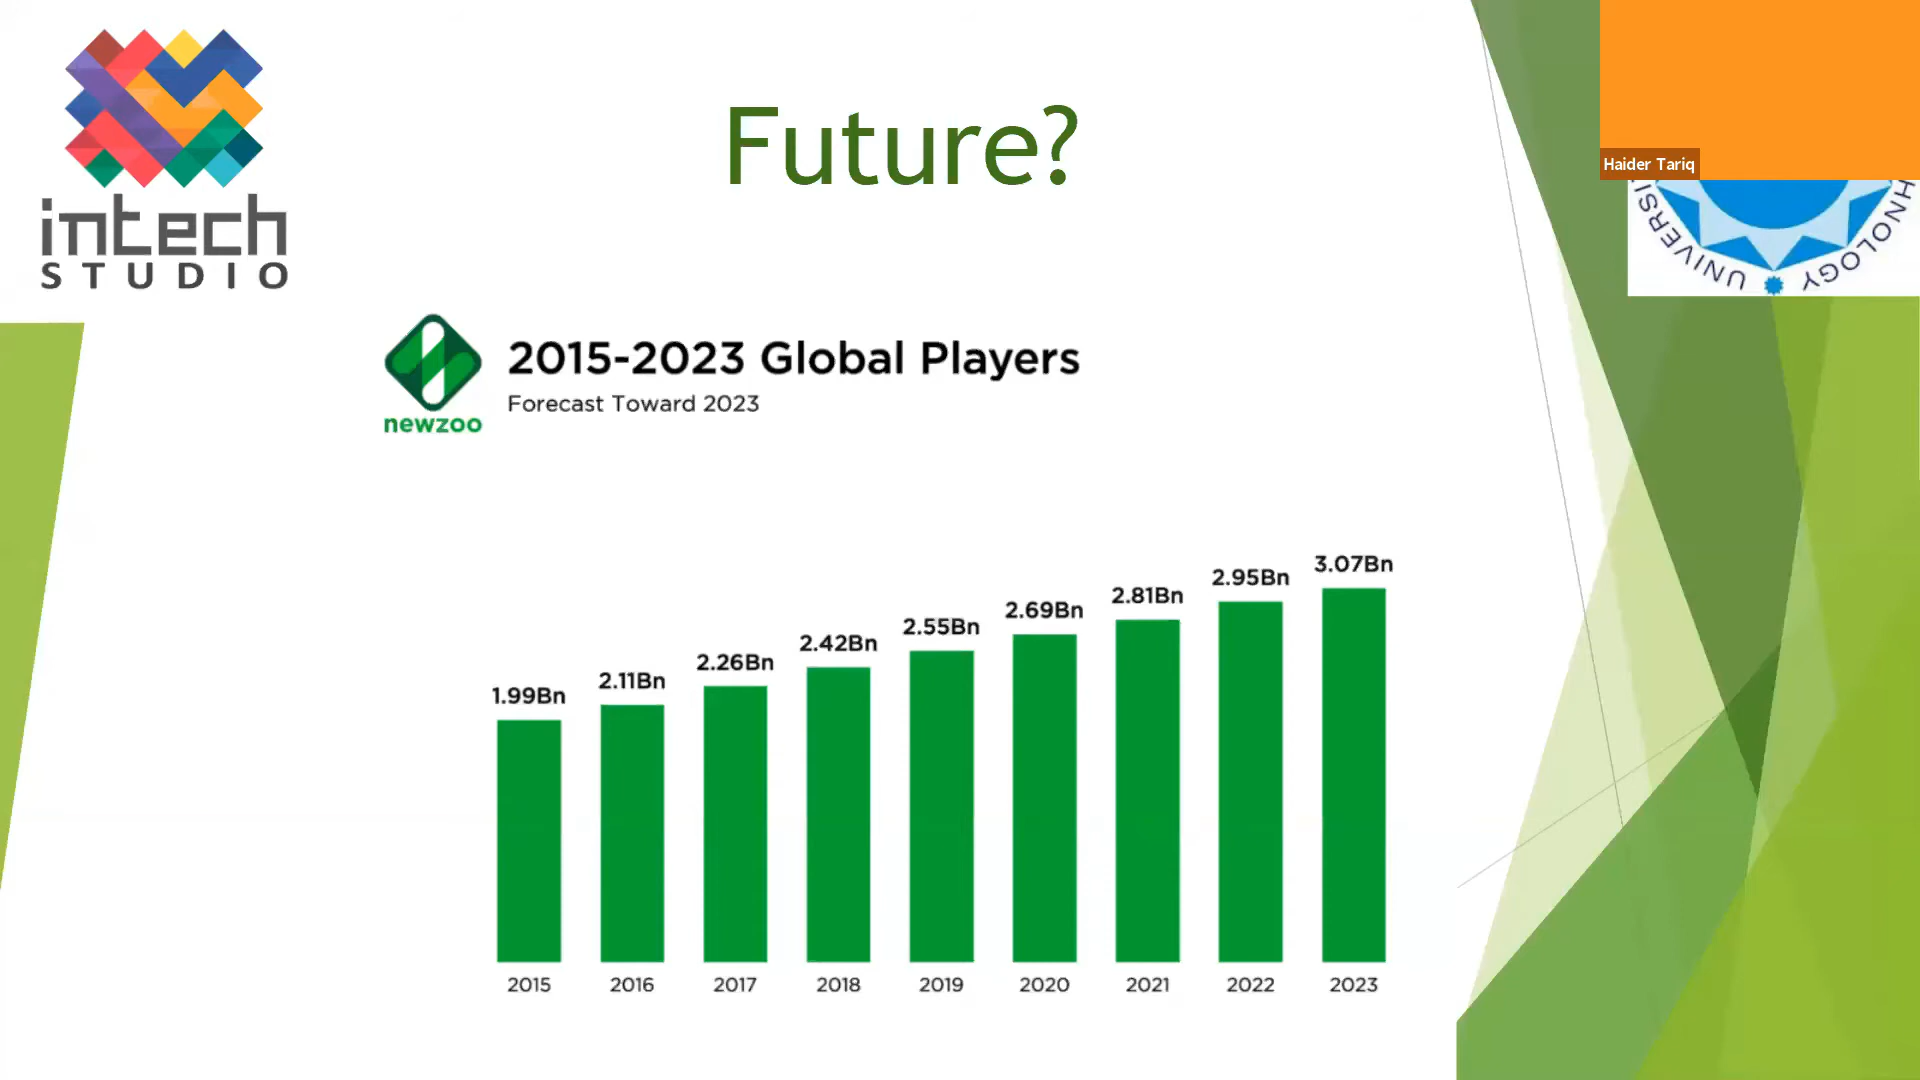 intech
STUDIO
Future?
Haider Tariq
UNIVERSI
HNOLOGY
newzoo
2015-2023 Global Players
Forecast Toward 2023
1.99Bn
2.11Bn
2.26Bn
2.42Bn
2.55Bn
2.69Bn
2.81Bn
2.95Bn
3.07Bn
2015
2016
2017
2018
2019
2020
2021
2022
2023